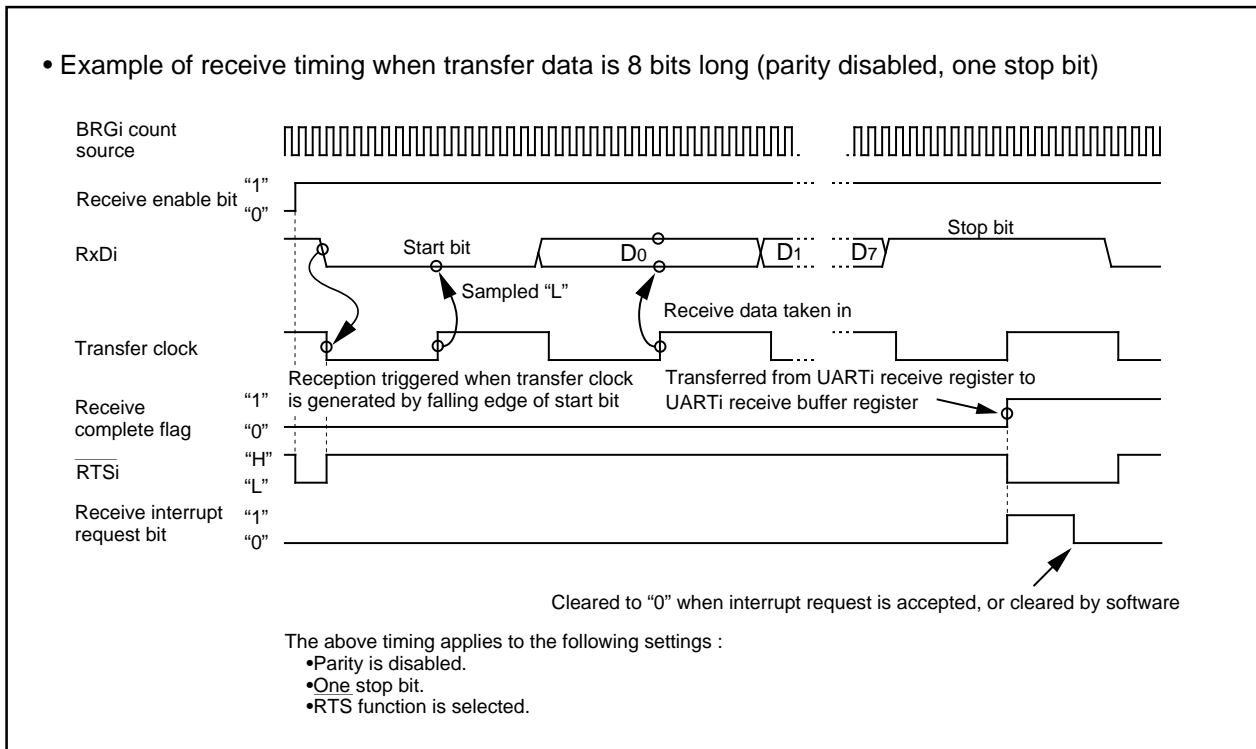 • Example of receive timing when transfer data is 8 bits long (parity disabled, one stop bit)
BRGi count
source
Receive enable bit
“1”
“0”
RxDi
Start bit
D0
D1
D7
Stop bit
Sampled “L”
Receive data taken in
Transfer clock
Reception triggered when transfer clock
is generated by falling edge of start bit
Transferred from UARTi receive register to
UARTi receive buffer register
Receive
complete flag
“1”
“0”
RTSi
“H”
“L”
Receive interrupt
request bit
“1”
“0”
Cleared to “0” when interrupt request is accepted, or cleared by software
The above timing applies to the following settings :
•Parity is disabled.
•One stop bit.
•RTS function is selected.